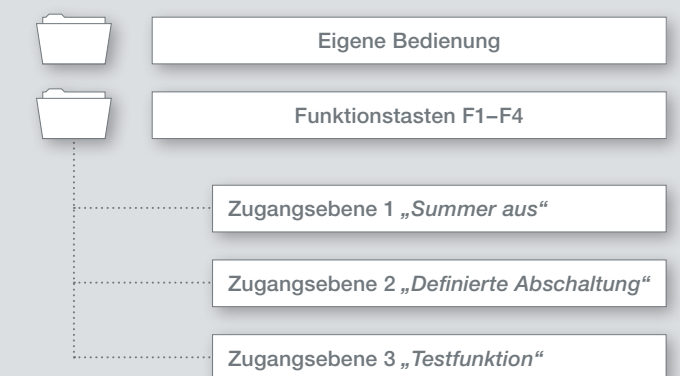 Eigene Bedienung
Funktionstasten F1–F4
Zugangsebene 1 „Summer aus“
Zugangsebene 2 „Definierte Abschaltung“
Zugangsebene 3 „Testfunktion“